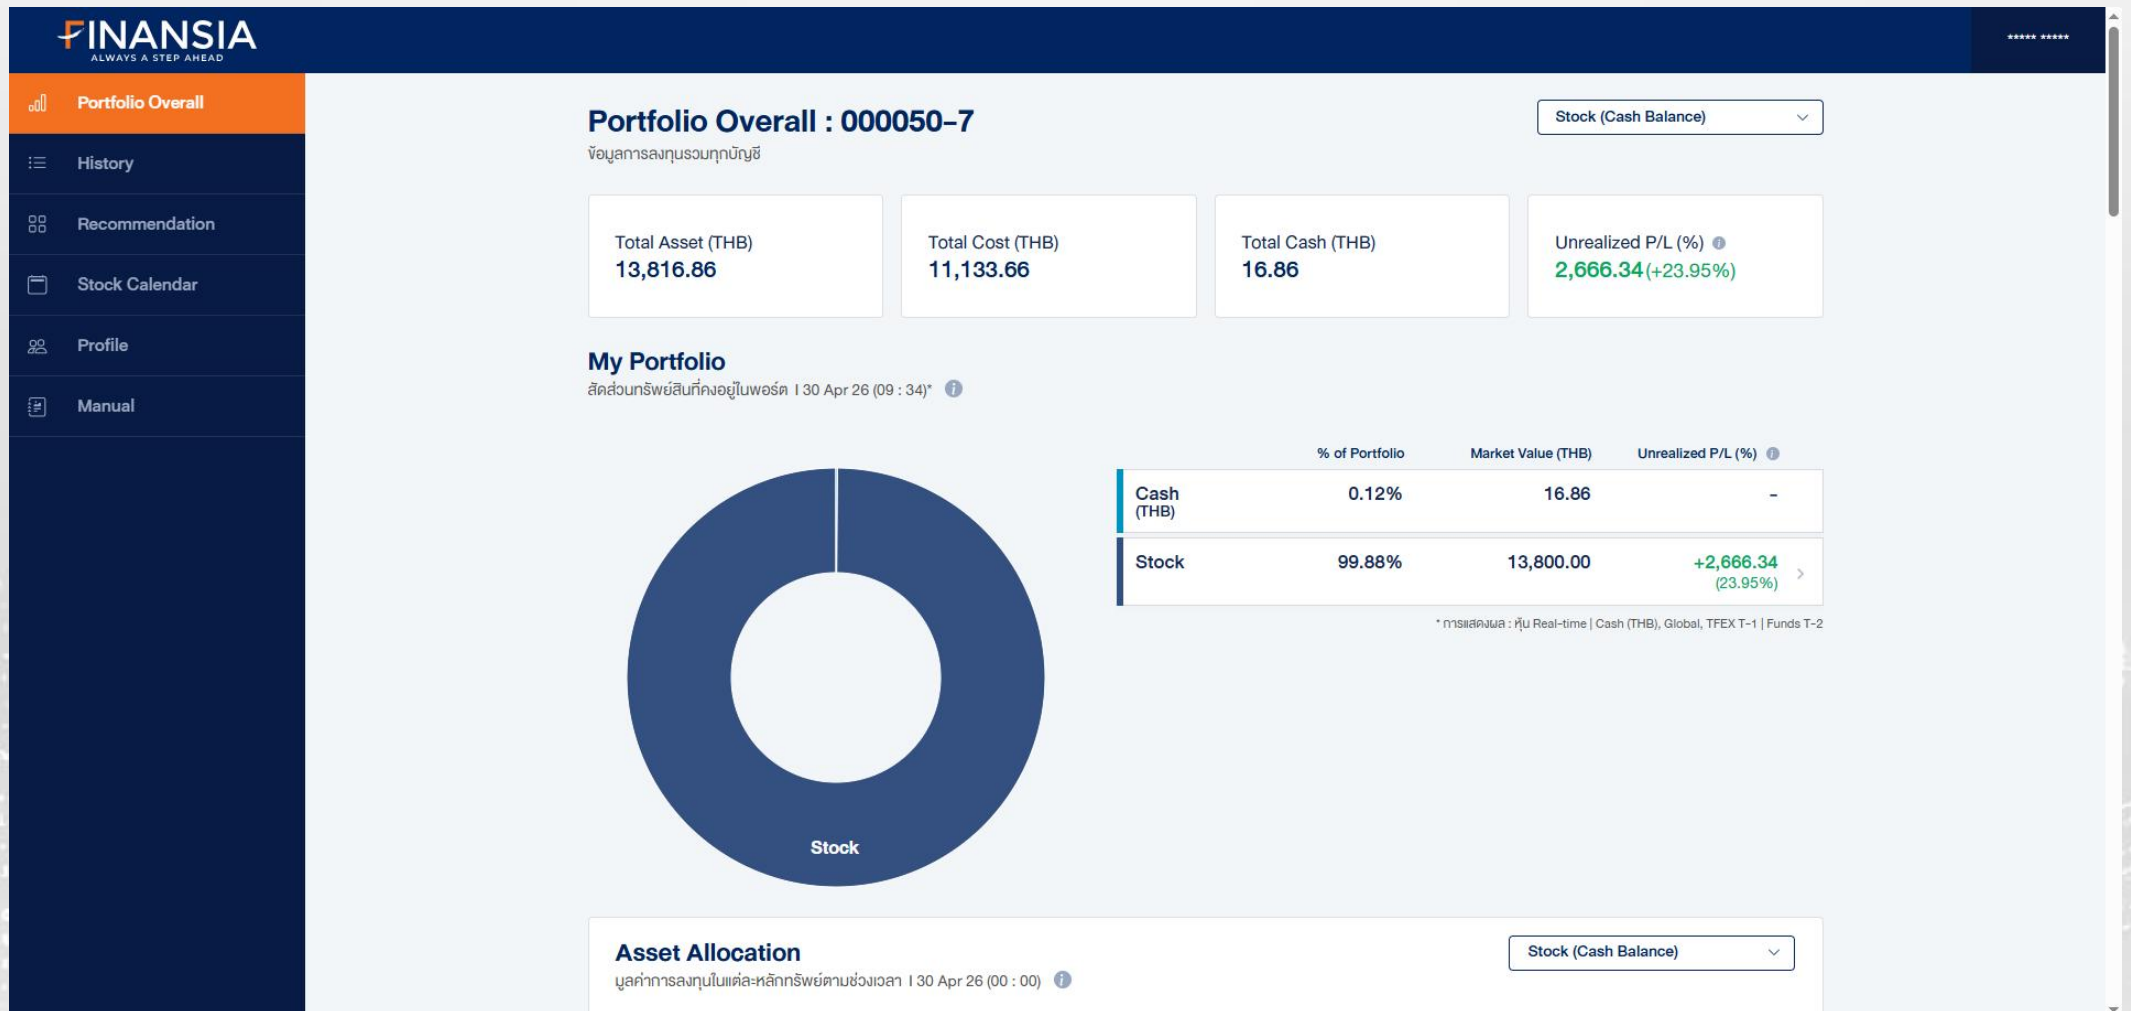 FINANSIA
ALWAYS A STEP AHEAD
***** *****
Portfolio Overall
History
Recommendation
Stock Calendar
Profile
Manual
Portfolio Overall : 000050-7
ข้อมูลการลงทุนรวมทุกบัญชี
Stock (Cash Balance)
Total Asset (THB)
13,816.86
Total Cost (THB)
11,133.66
Total Cash (THB)
16.86
Unrealized P/L (%)
2,666.34 (+23.95%)
My Portfolio
สัดส่วนทรัพย์สินที่คงอยู่ในพอร์ต | 30 Apr 26 (09 : 34)*
% of Portfolio Market Value (THB) Unrealized P/L (%)
Cash (THB) 0.12% 16.86 -
Stock 99.88% 13,800.00 +2,666.34
(23.95%)
* การแสดงผล : หุ้น Real-time | Cash (THB), Global, TFEX T-1 | Funds T-2
Stock
Asset Allocation
มูลค่าการลงทุนในแต่ละหลักทรัพย์ตามช่วงเวลา | 30 Apr 26 (00 : 00)
Stock (Cash Balance)